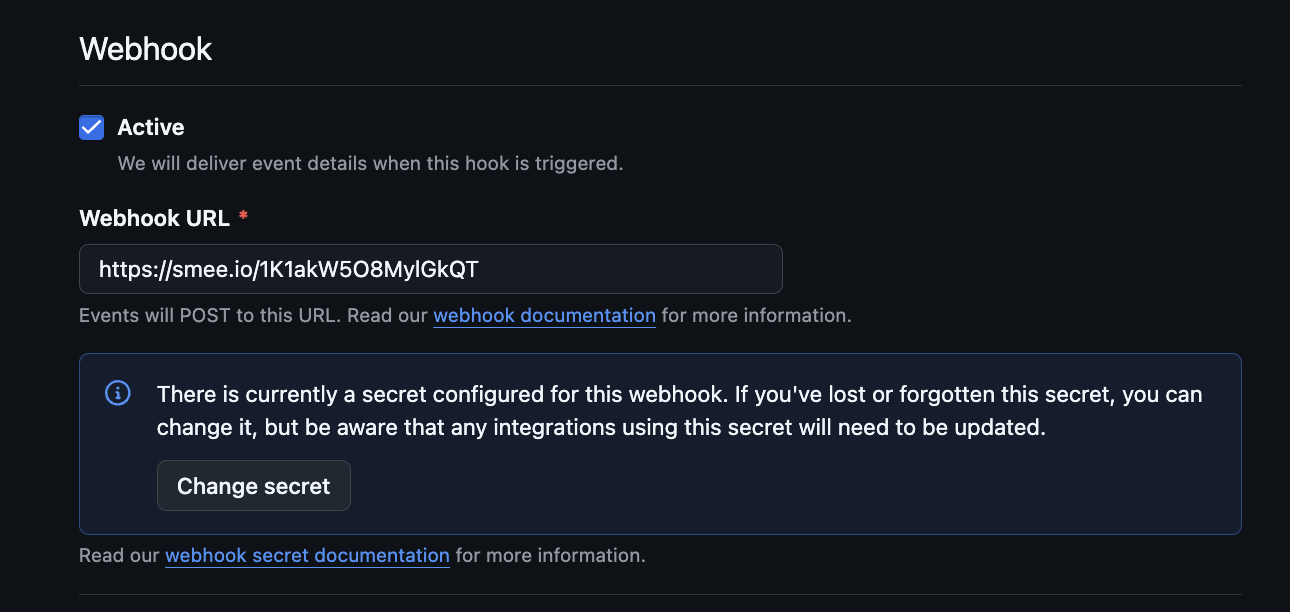 Webhook
Active
We will deliver event details when this hook is triggered.
Webhook URL *
https://smee.io/1K1akW5O8MylGkQT
Events will POST to this URL. Read our webhook documentation for more information.
There is currently a secret configured for this webhook. If you've lost or forgotten this secret, you can
change it, but be aware that any integrations using this secret will need to be updated.
Change secret
Read our webhook secret documentation for more information.